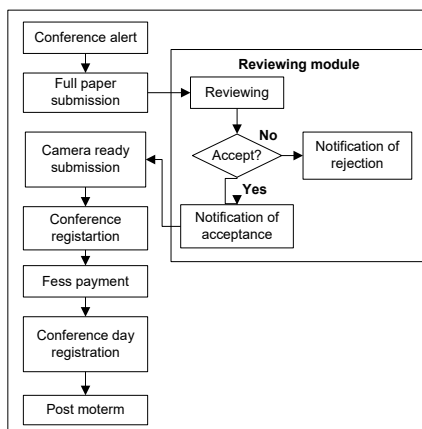 Conference alert
Full paper
submission
Reviewing module
Reviewing
No
Accept?
Notification of
rejection
Yes
Notification of
acceptance
Camera ready
submission
Conference
registartion
Fess payment
Conference day
registration
Post moterm